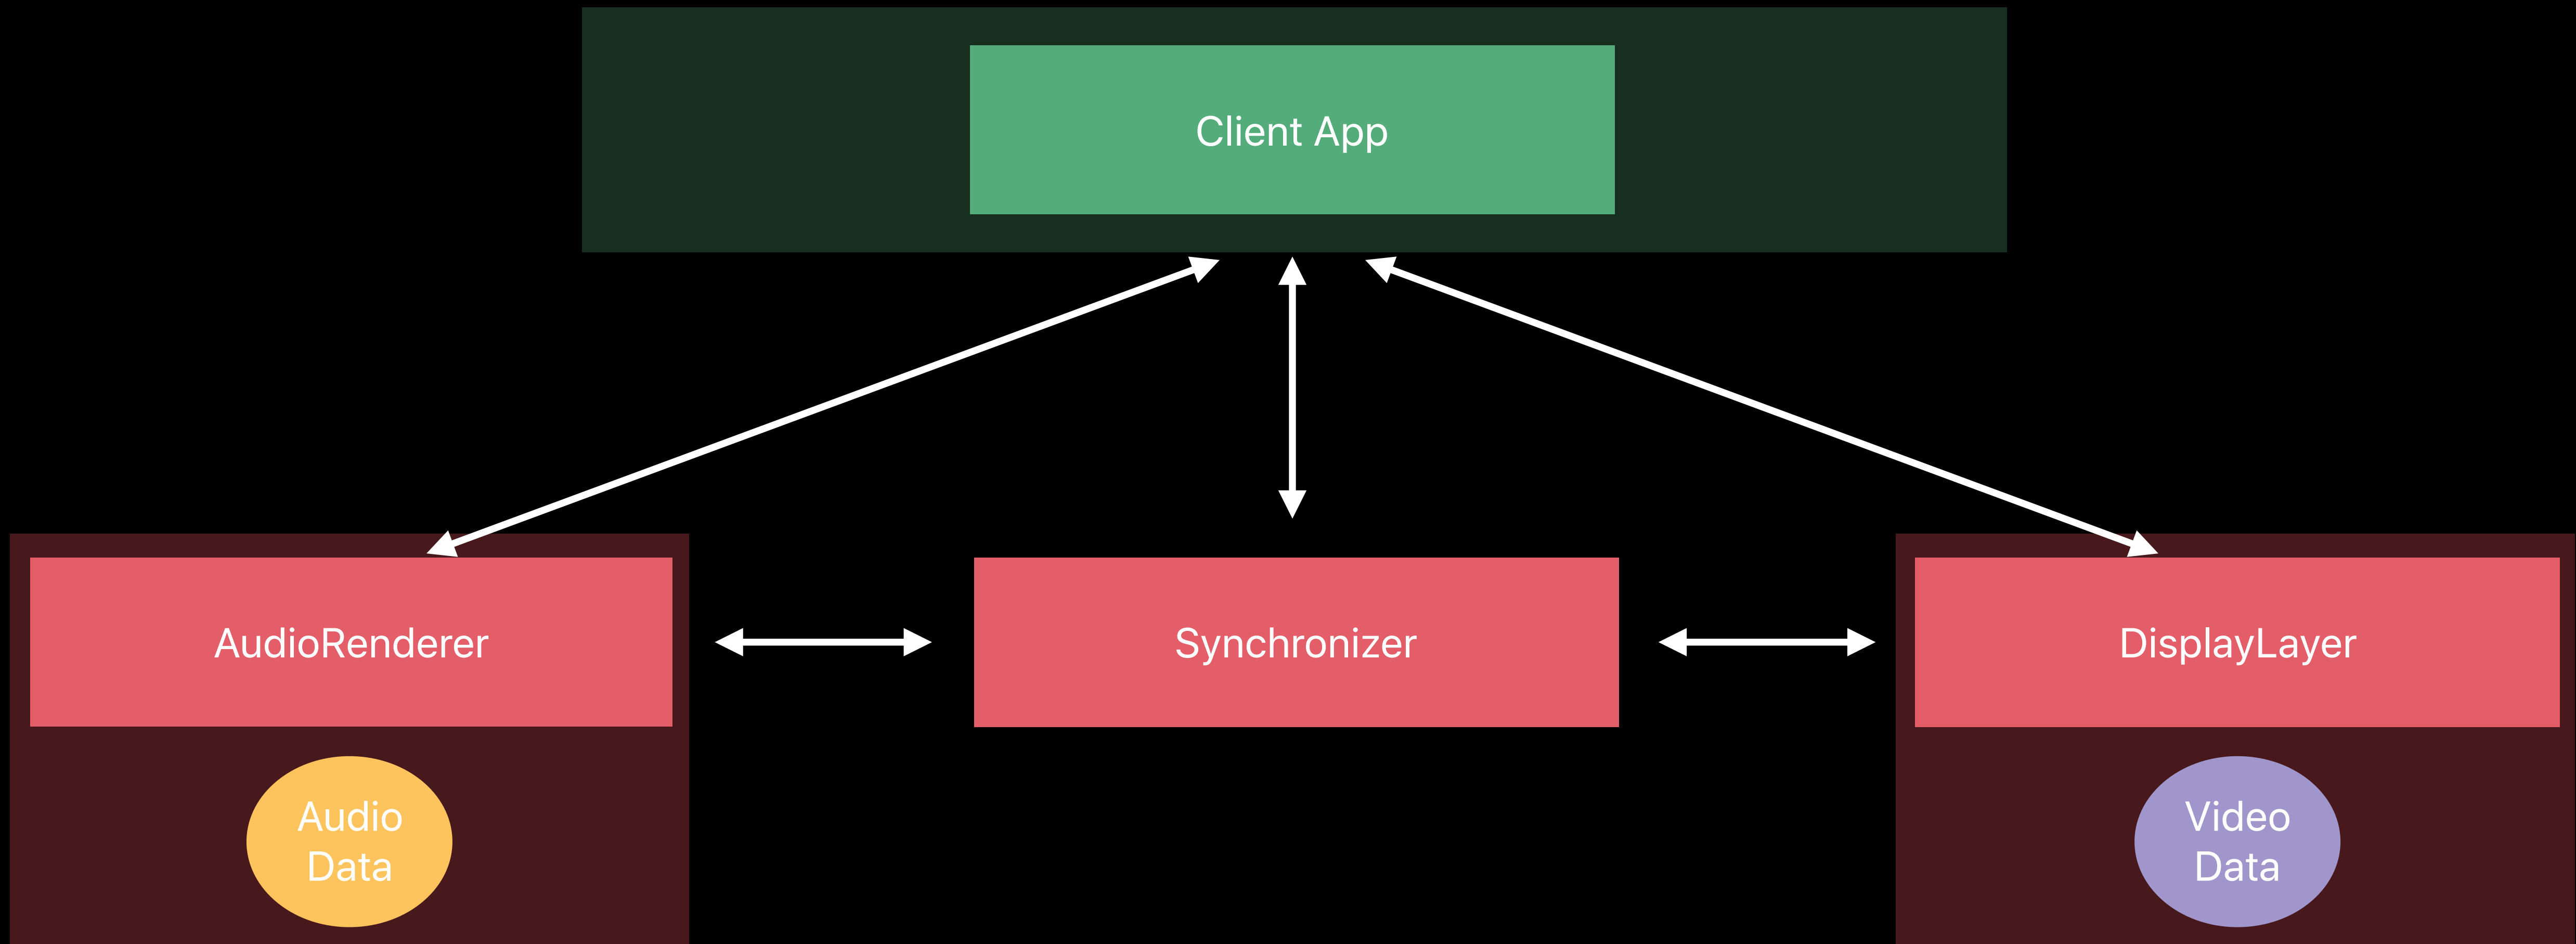 Client App
AudioRenderer
Synchronizer
DisplayLayer
Audio
Data
Video
Data